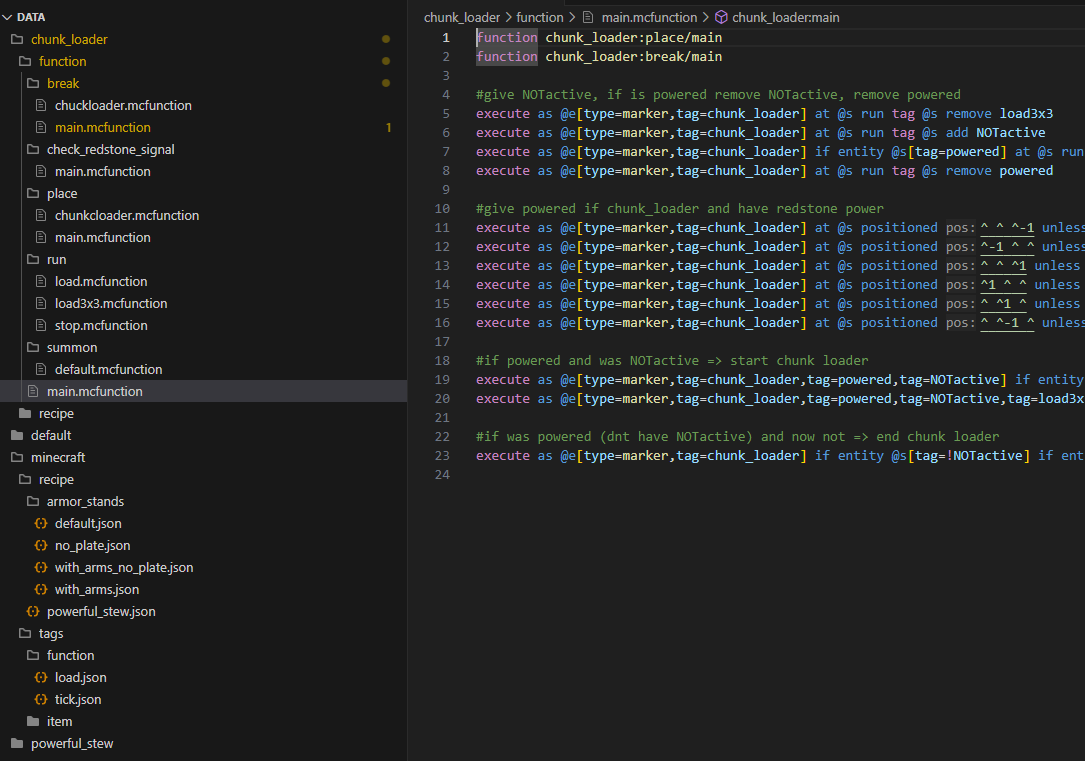 DATA
chunk_loader
function
break
chuckloader.mcfunction
main.mcfunction 1
check_redstone_signal
main.mcfunction
place
chunkcloader.mcfunction
main.mcfunction
run
load.mcfunction
load3x3.mcfunction
stop.mcfunction
summon
default.mcfunction
main.mcfunction
recipe
default
minecraft
recipe
armor_stands
default.json
no_plate.json
with_arms_no_plate.json
with_arms.json
powerful_stew.json
tags
function
load.json
tick.json
item
powerful_stew
chunk_loader > function > main.mcfunction > chunk_loader:main
1 function chunk_loader:place/main
2 function chunk_loader:break/main
3
4 #give NOTactive, if is powered remove NOTactive, remove powered
5 execute as @e[type=marker,tag=chunk_loader] at @s run tag @s remove load3x3
6 execute as @e[type=marker,tag=chunk_loader] at @s run tag @s add NOTactive
7 execute as @e[type=marker,tag=chunk_loader] if entity @s[tag=powered] at @s run
8 execute as @e[type=marker,tag=chunk_loader] at @s run tag @s remove powered
9
10 #give powered if chunk_loader and have redstone power
11 execute as @e[type=marker,tag=chunk_loader] at @s positioned pos: ^ ^ ^-1 unless
12 execute as @e[type=marker,tag=chunk_loader] at @s positioned pos: ^-1 ^ ^ unless
13 execute as @e[type=marker,tag=chunk_loader] at @s positioned pos: ^ ^ ^1 unless
14 execute as @e[type=marker,tag=chunk_loader] at @s positioned pos: ^1 ^ ^ unless
15 execute as @e[type=marker,tag=chunk_loader] at @s positioned pos: ^ ^1 ^ unless
16 execute as @e[type=marker,tag=chunk_loader] at @s positioned pos: ^ ^-1 ^ unless
17
18 #if powered and was NOTactive => start chunk loader
19 execute as @e[type=marker,tag=chunk_loader,tag=powered,tag=NOTactive] if entity
20 execute as @e[type=marker,tag=chunk_loader,tag=powered,tag=NOTactive,tag=load3x
21
22 #if was powered (dnt have NOTactive) and now not => end chunk loader
23 execute as @e[type=marker,tag=chunk_loader] if entity @s[tag=!NOTactive] if ent
24